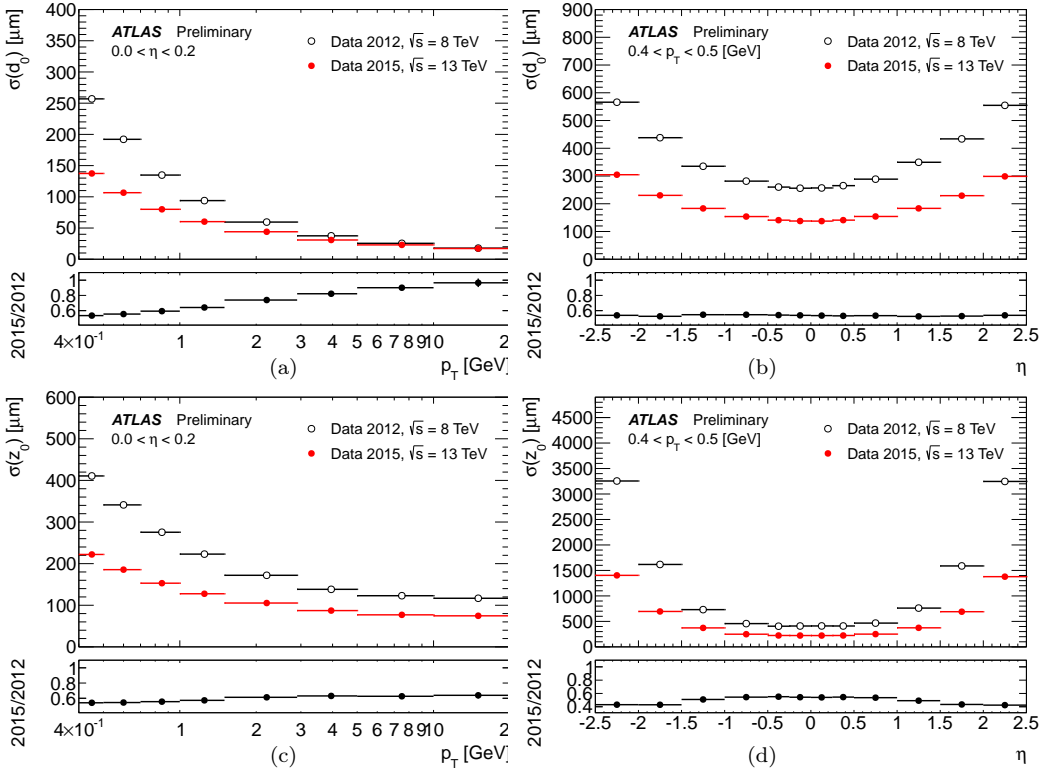 σ(d₀) [μm]
400
350
300
250
200
150
100
50
0
ATLAS Preliminary
0.0 < η < 0.2
Data 2012, √s = 8 TeV
Data 2015, √s = 13 TeV
2015/2012
1
0.8
0.6
4×10⁻¹ 1 2 3 4 5 6 7 8 9 10 2
(a) p_T [GeV]
σ(d₀) [μm]
900
800
700
600
500
400
300
200
100
0
ATLAS Preliminary
0.4 < p_T < 0.5 [GeV]
Data 2012, √s = 8 TeV
Data 2015, √s = 13 TeV
2015/2012
1
0.8
0.6
-2.5 -2 -1.5 -1 -0.5 0 0.5 1 1.5 2 2.5
(b) η
σ(z₀) [μm]
600
500
400
300
200
100
0
ATLAS Preliminary
0.0 < η < 0.2
Data 2012, √s = 8 TeV
Data 2015, √s = 13 TeV
2015/2012
1
0.8
0.6
4×10⁻¹ 1 2 3 4 5 6 7 8 9 10 2
(c) p_T [GeV]
σ(z₀) [μm]
4500
4000
3500
3000
2500
2000
1500
1000
500
0
ATLAS Preliminary
0.4 < p_T < 0.5 [GeV]
Data 2012, √s = 8 TeV
Data 2015, √s = 13 TeV
2015/2012
1
0.8
0.6
0.4
-2.5 -2 -1.5 -1 -0.5 0 0.5 1 1.5 2 2.5
(d) η